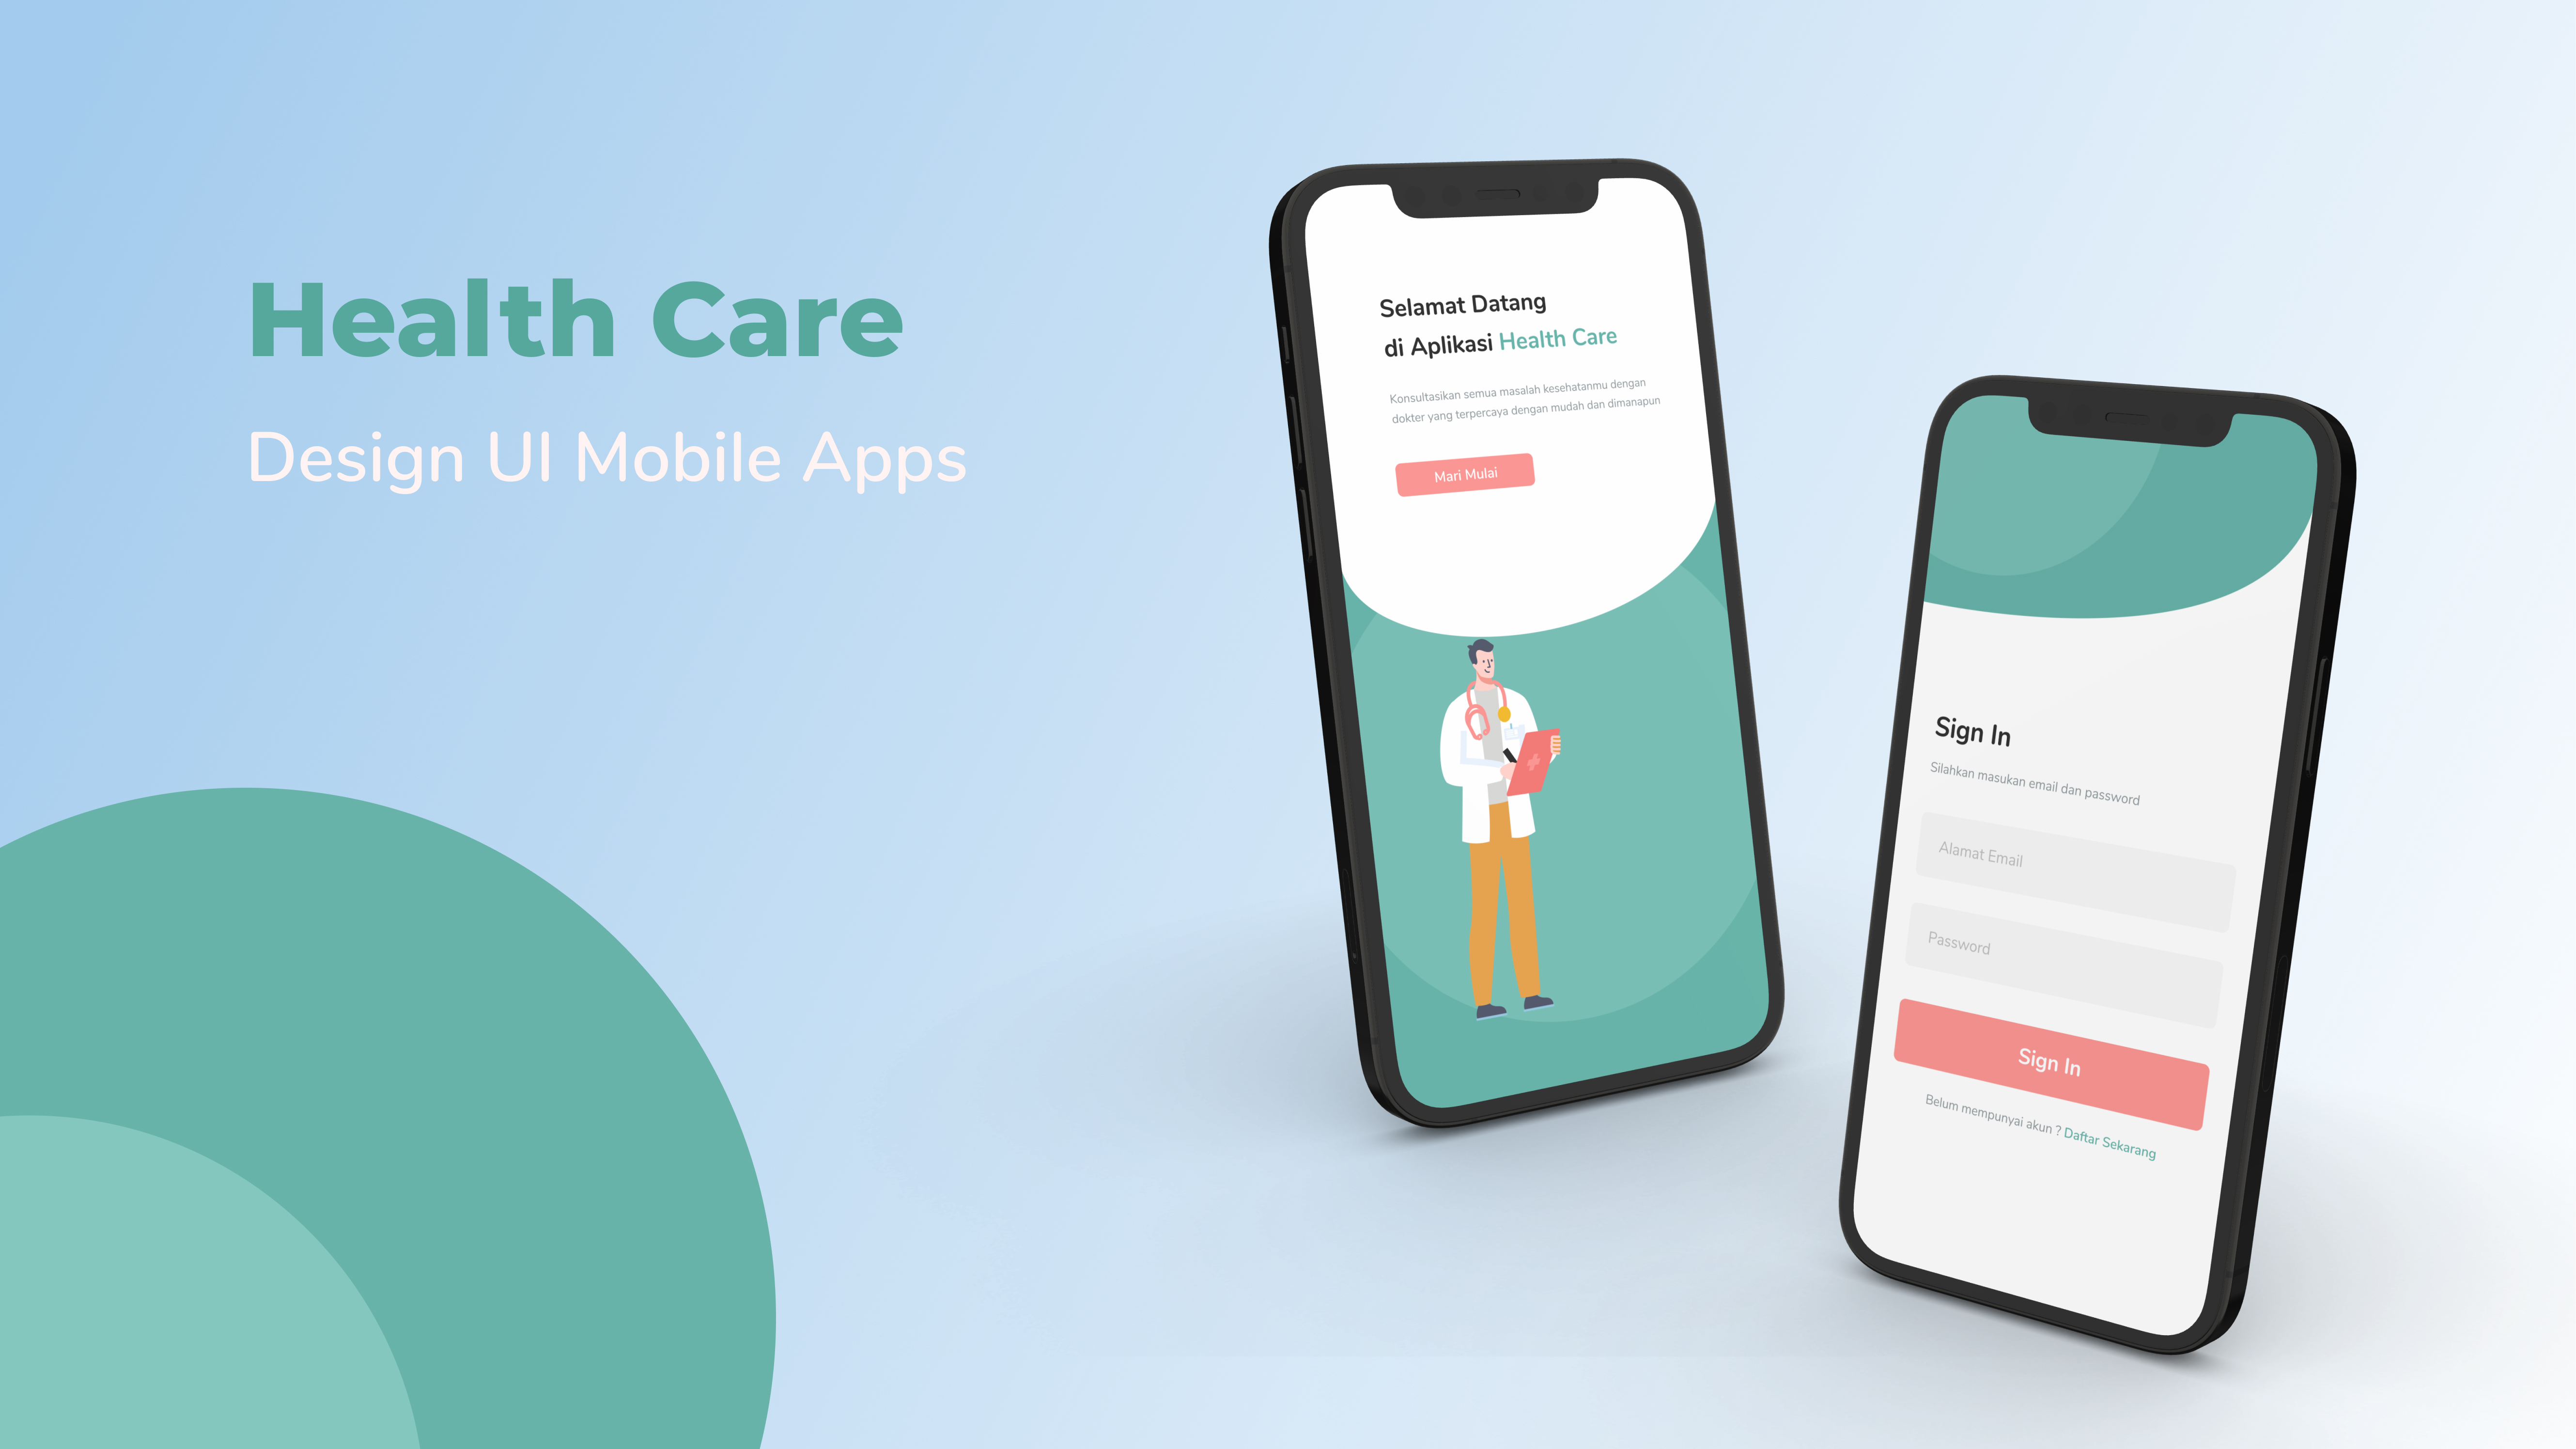 Health Care
Design UI Mobile Apps
Selamat Datang
di Aplikasi Health Care
Konsultasikan semua masalah kesehatanmu dengan
dokter yang terpercaya dengan mudah dan dimanapun
Mari Mulai
Sign In
Silahkan masukan email dan password
Alamat Email
Password
Sign In
Belum mempunyai akun ? Daftar Sekarang